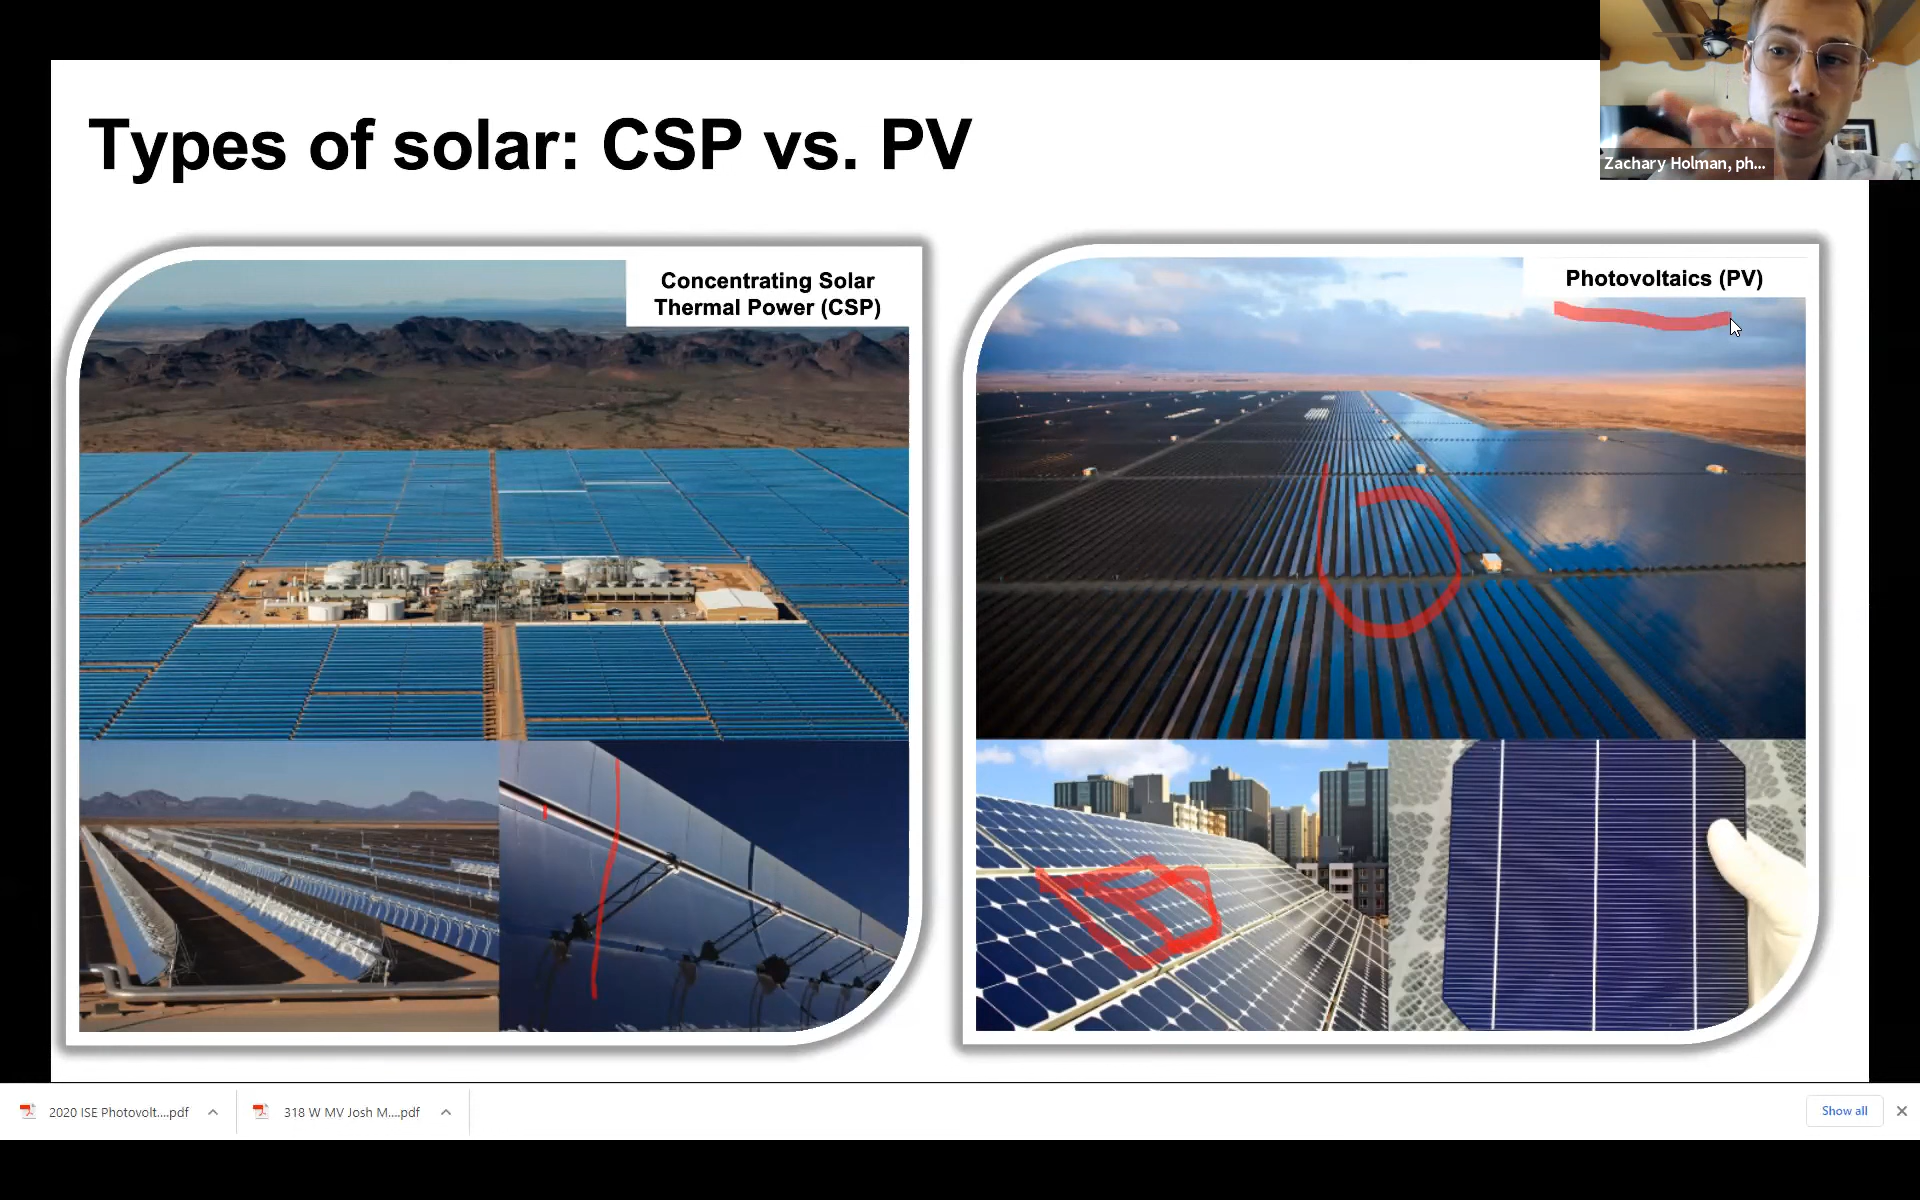 Types of solar: CSP vs. PV
Zachary Holman, ph...
Concentrating Solar
Thermal Power (CSP)
Photovoltaics (PV)
2020 ISE Photovolt....pdf
318 W MV Josh M....pdf
Show all